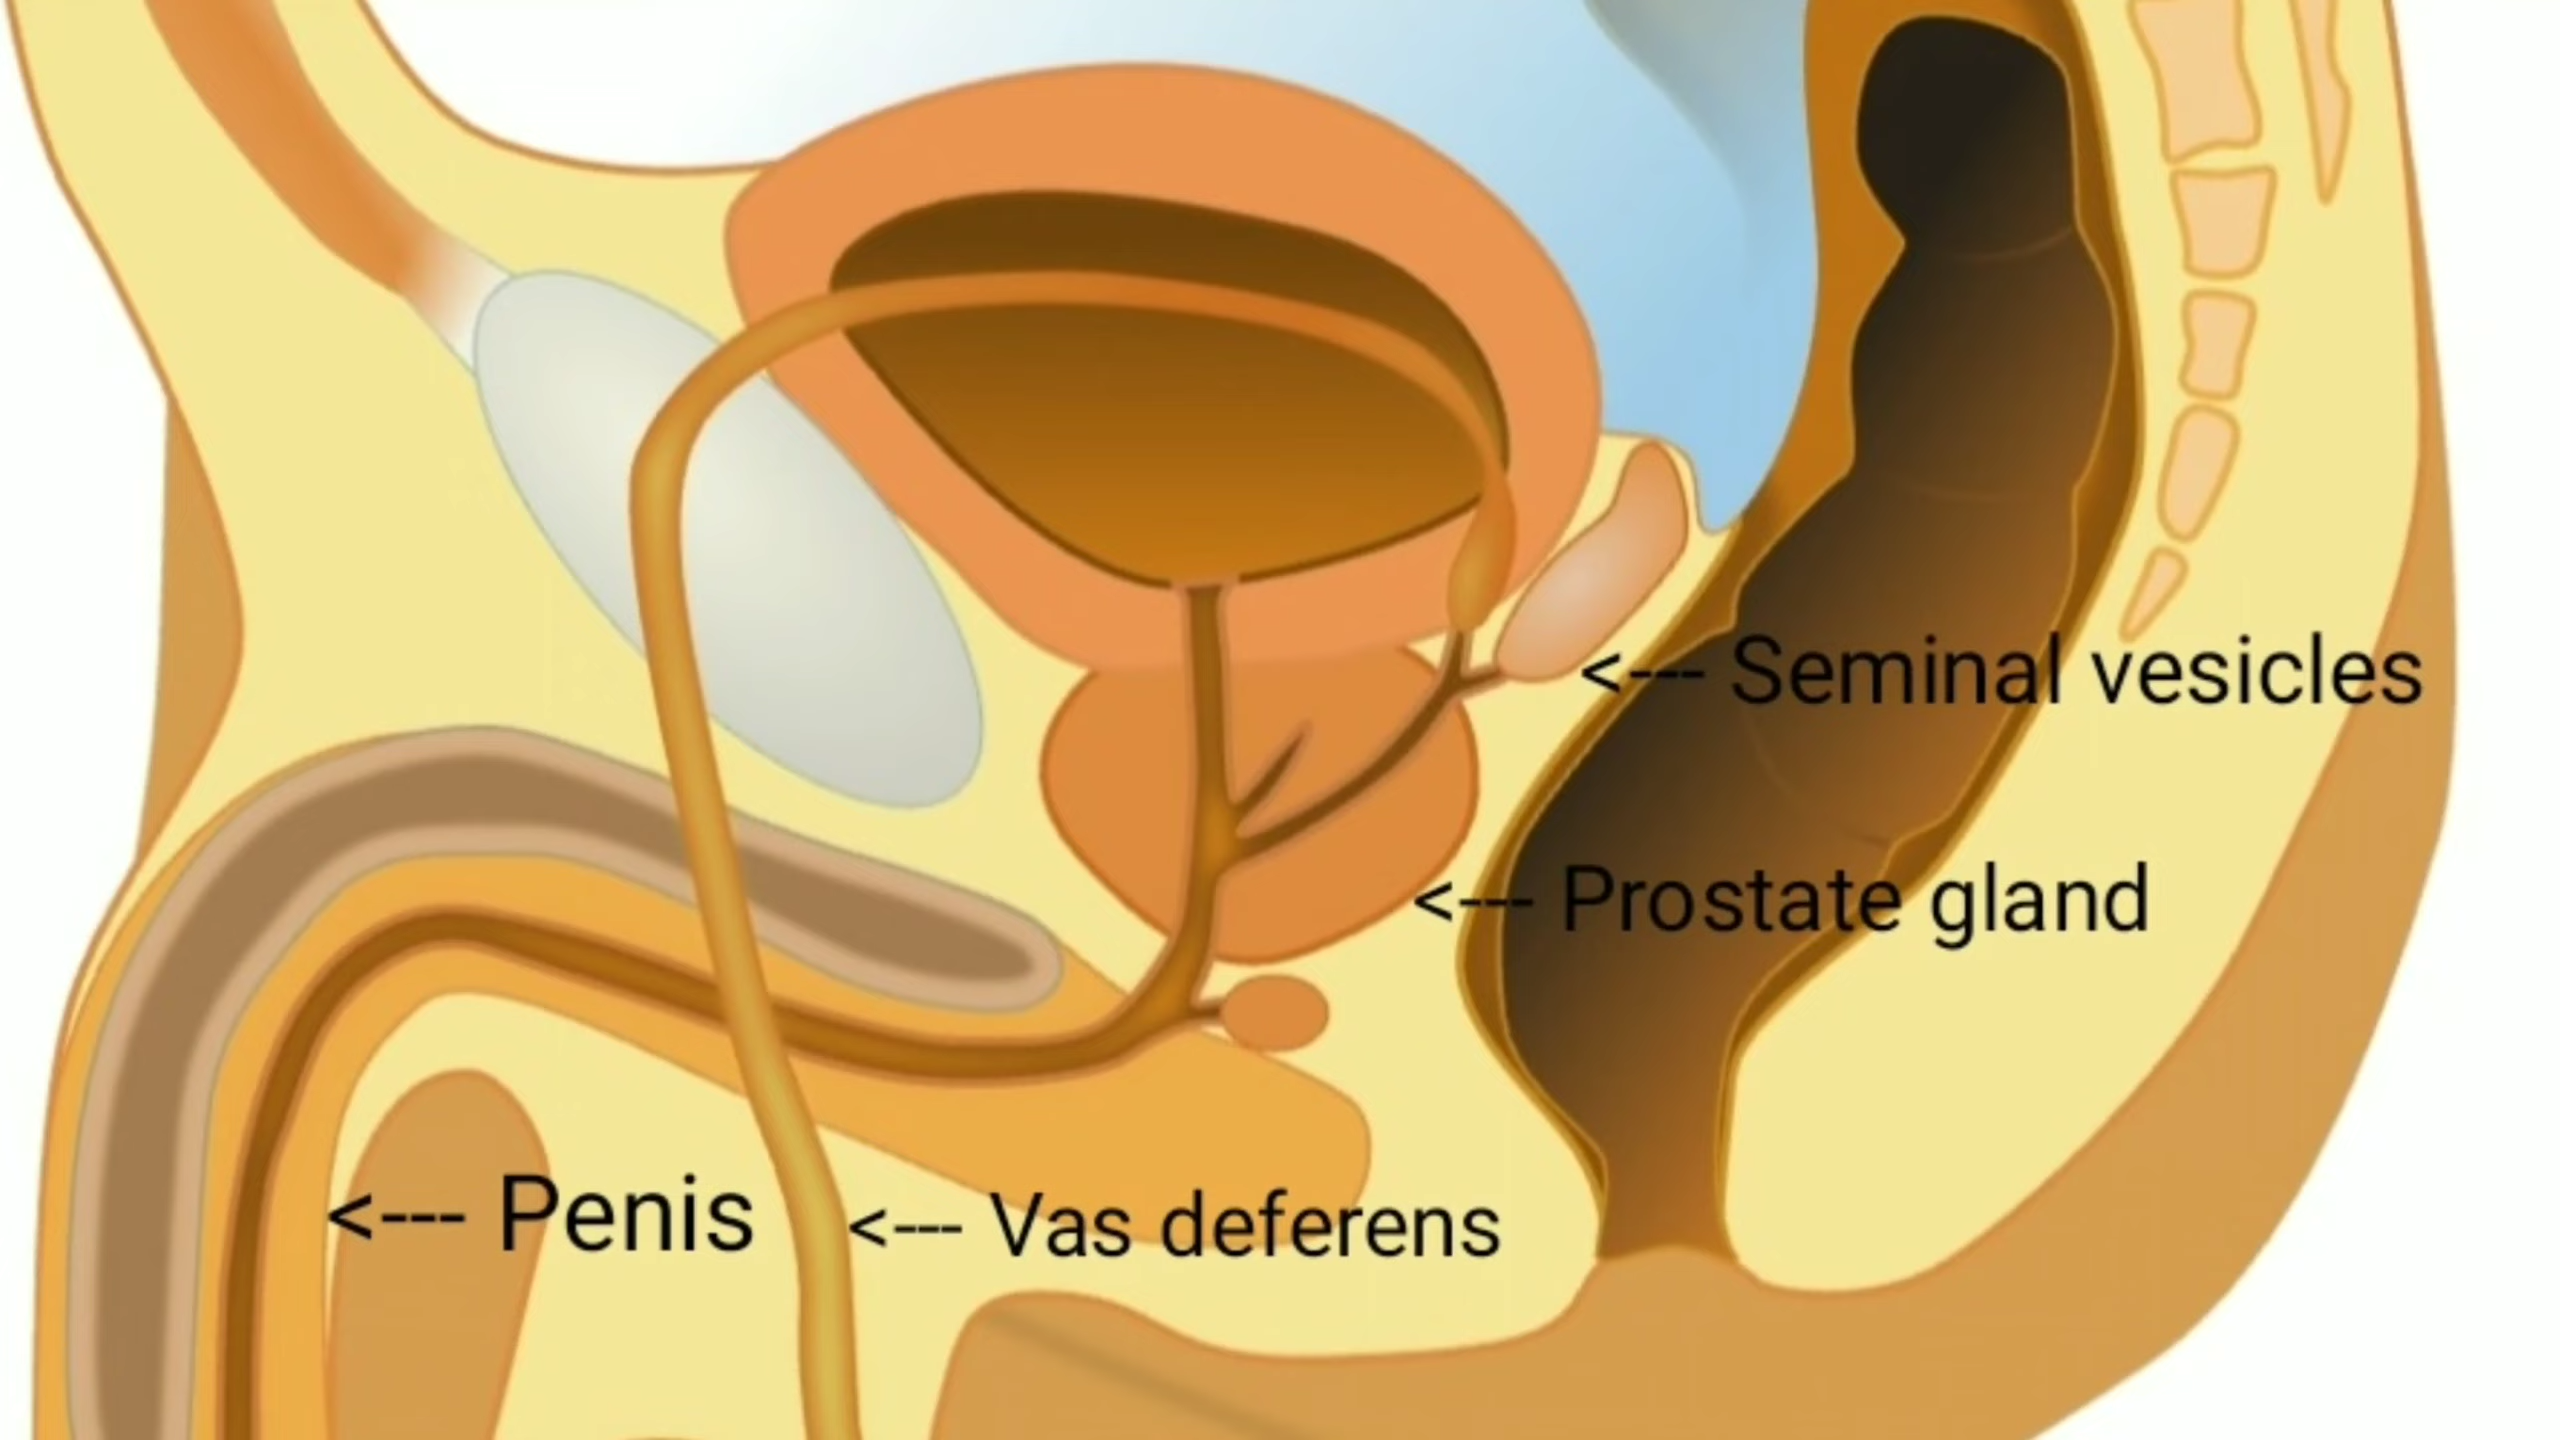 <--- Seminal vesicles
<--- Prostate gland
<--- Penis
<--- Vas deferens